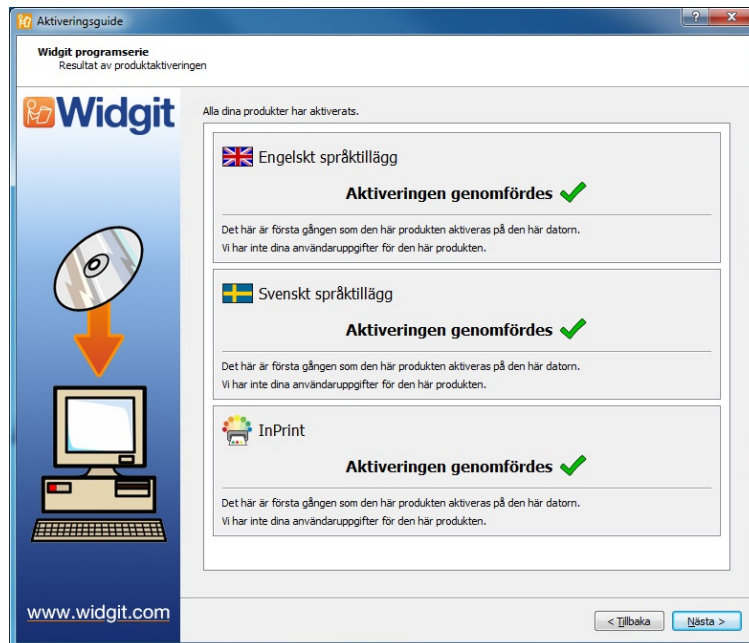 Aktiveringsguide
Widgit programserie
Resultat av produktaktiveringen
Widgit
Alla dina produkter har aktiverats.
Engelskt språktillägg
Aktiveringen genomfördes
Det här är första gången som den här produkten aktiveras på den här datorn.
Vi har inte dina användaruppgifter för den här produkten.
Svenskt språktillägg
Aktiveringen genomfördes
Det här är första gången som den här produkten aktiveras på den här datorn.
Vi har inte dina användaruppgifter för den här produkten.
InPrint
Aktiveringen genomfördes
Det här är första gången som den här produkten aktiveras på den här datorn.
Vi har inte dina användaruppgifter för den här produkten.
www.widgit.com
< Tillbaka
Nästa >